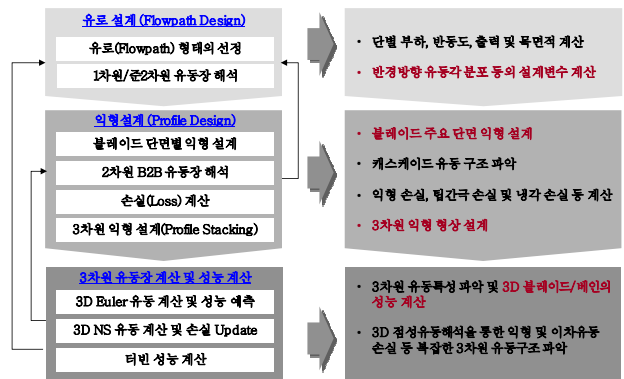 유로 설계 (Flowpath Design)
유로(Flowpath) 형태의 선정
1차원/준2차원 유동장 해석
• 단별 부하, 반동도, 출력 및 목면적 계산
• 반경방향 유동각 분포 등의 설계변수 계산
익형설계 (Profile Design)
블레이드 단면별 익형 설계
2차원 B2B 유동장 해석
손실(Loss) 계산
3차원 익형 설계(Profile Stacking)
• 블레이드 주요 단면 익형 설계
• 캐스케이드 유동 구조 파악
• 익형 손실, 팁간극 손실 및 냉각 손실 등 계산
• 3차원 익형 형상 설계
3차원 유동장 계산 및 성능 계산
3D Euler 유동 계산 및 성능 예측
3D NS 유동 계산 및 손실 Update
터빈 성능 계산
• 3차원 유동특성 파악 및 3D 블레이드/베인의
성능 계산
• 3D 점성유동해석을 통한 익형 및 이차유동
손실 등 복잡한 3차원 유동구조 파악